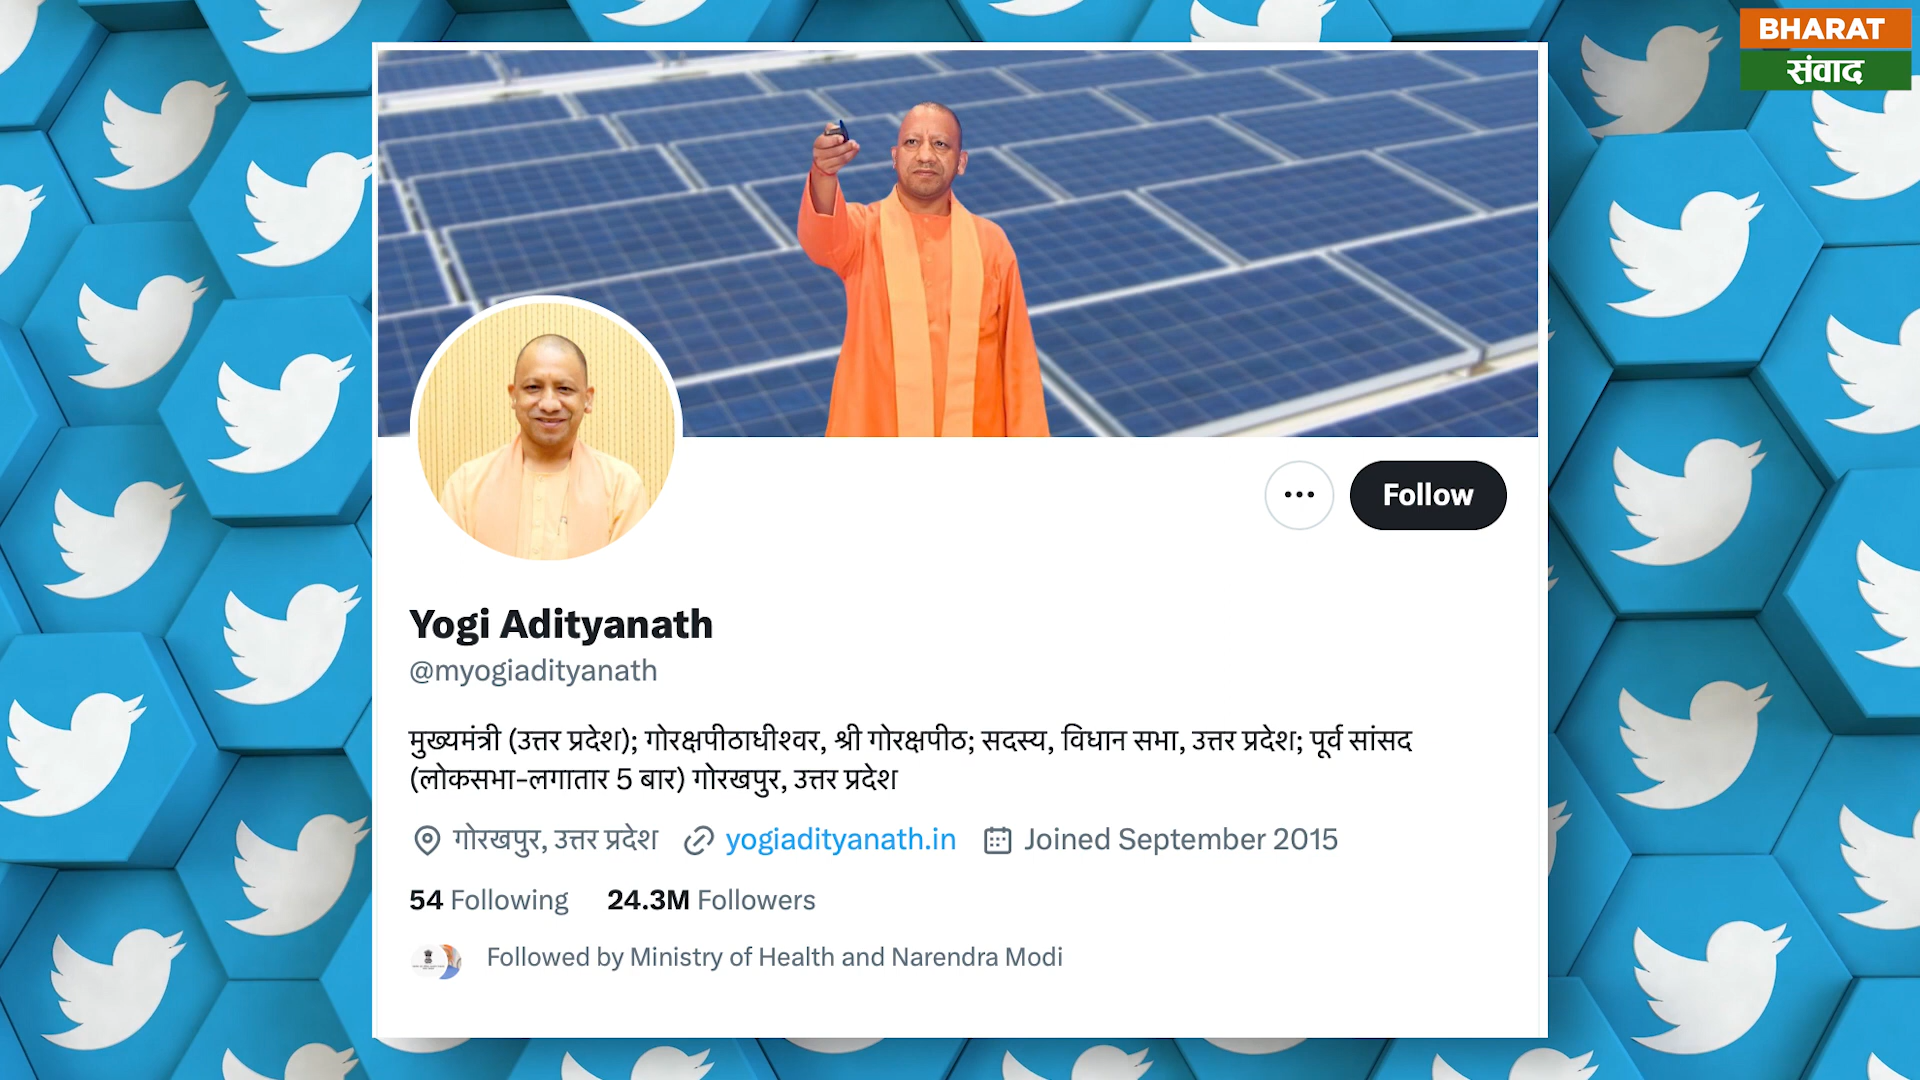 BHARAT
संवाद
Follow
Yogi Adityanath
@myogiadityanath
मुख्यमंत्री (उत्तर प्रदेश); गोरक्षपीठाधीश्वर, श्री गोरक्षपीठ; सदस्य, विधान सभा, उत्तर प्रदेश; पूर्व सांसद
(लोकसभा-लगातार 5 बार) गोरखपुर, उत्तर प्रदेश
गोरखपुर, उत्तर प्रदेश yogiadityanath.in Joined September 2015
54 Following 24.3M Followers
Followed by Ministry of Health and Narendra Modi